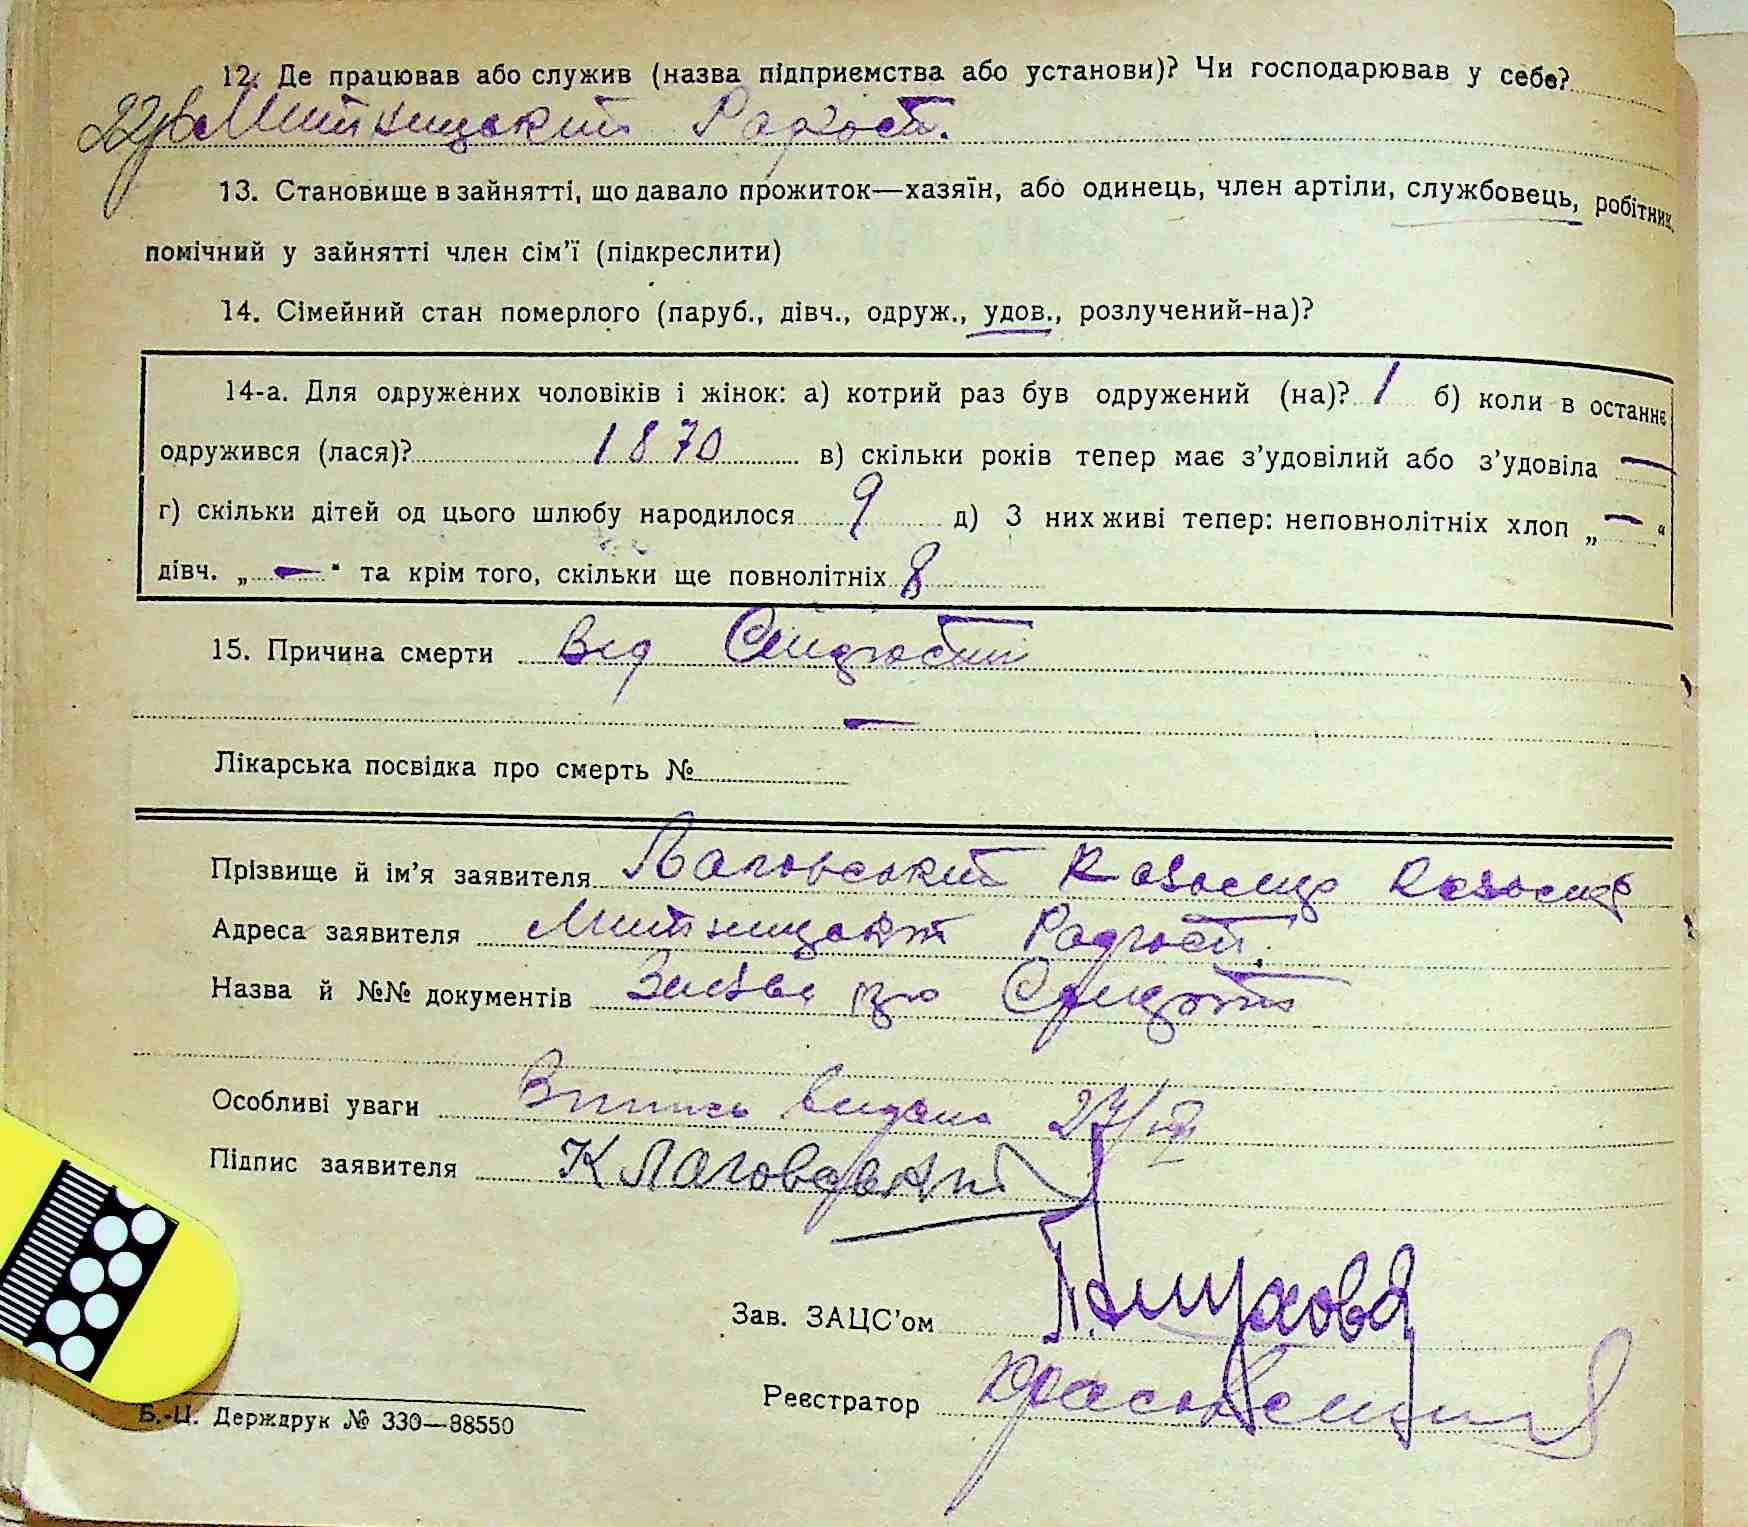 12. Де працював або служив (назва підприємства або установи)? Чи господарював у себе?
Митницький Радгосп.
13. Становище в зайнятті, що давало прожиток—хазяїн, або одинець, член артіли, службовець, робітник,
помічний у зайнятті член сім’ї (підкреслити)
14. Сімейний стан померлого (паруб., дівч., одруж., удов., розлучений-на)?
14-а. Для одружених чоловіків і жінок: а) котрий раз був одружений (на)? 1 б) коли в останнє
одружився (лася)? 1870 в) скільки років тепер має з’удовілий або з’удовіла —
г) скільки дітей од цього шлюбу народилося 9 д) З них живі тепер: неповнолітніх хлоп „ — “
дівч. „ — “ та крім того, скільки ще повнолітніх 8
15. Причина смерти Від
—
Лікарська посвідка про смерть №
Прізвище й ім’я заявителя Лаговський
Адреса заявителя Митницький Радгосп.
Назва й №№ документів про
Особливі уваги видана 27/VII
Підпис заявителя К Лаговський
Зав. ЗАЦС’ом
Реєстратор
Б.-Ц. Держдрук № 330—88550